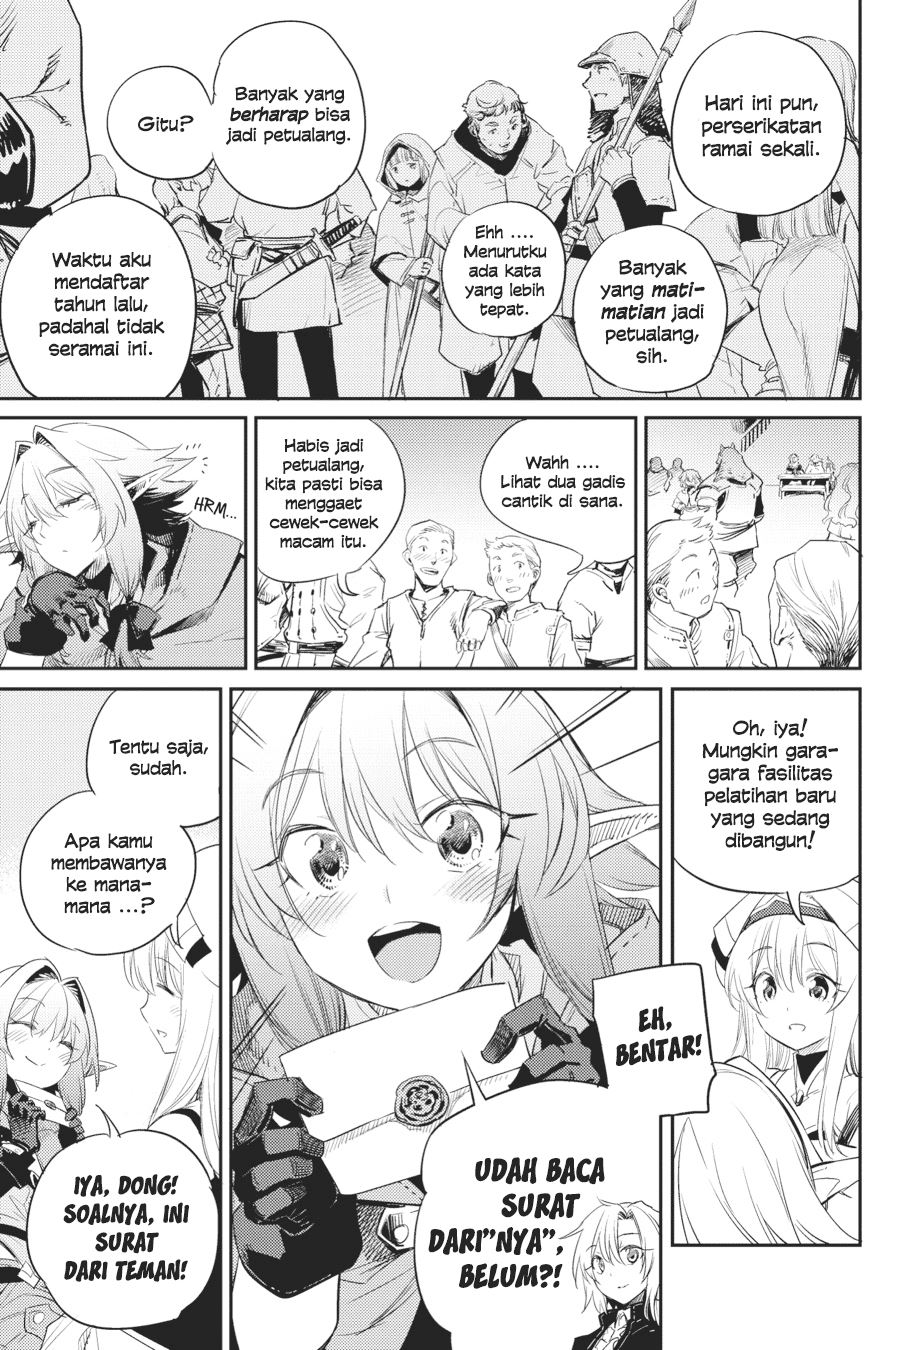 Hari ini pun,
perserikatan
ramai sekali.
Banyak
yang mati-
matian jadi
petualang,
sih.
Ehh ....
Menurutku
ada kata
yang lebih
tepat.
Banyak yang
berharap bisa
jadi petualang.
Gitu?
Waktu aku
mendaftar
tahun lalu,
padahal tidak
seramai ini.
Wahh ....
Lihat dua gadis
cantik di sana.
Habis jadi
petualang,
kita pasti bisa
menggaet
cewek-cewek
macam itu.
HRM...
Oh, iya!
Mungkin gara-
gara fasilitas
pelatihan baru
yang sedang
dibangun!
EH,
BENTAR!
UDAH BACA
SURAT
DARI"NYA",
BELUM?!
Tentu saja,
sudah.
Apa kamu
membawanya
ke mana-
mana ...?
IYA, DONG!
SOALNYA, INI
SURAT
DARI TEMAN!